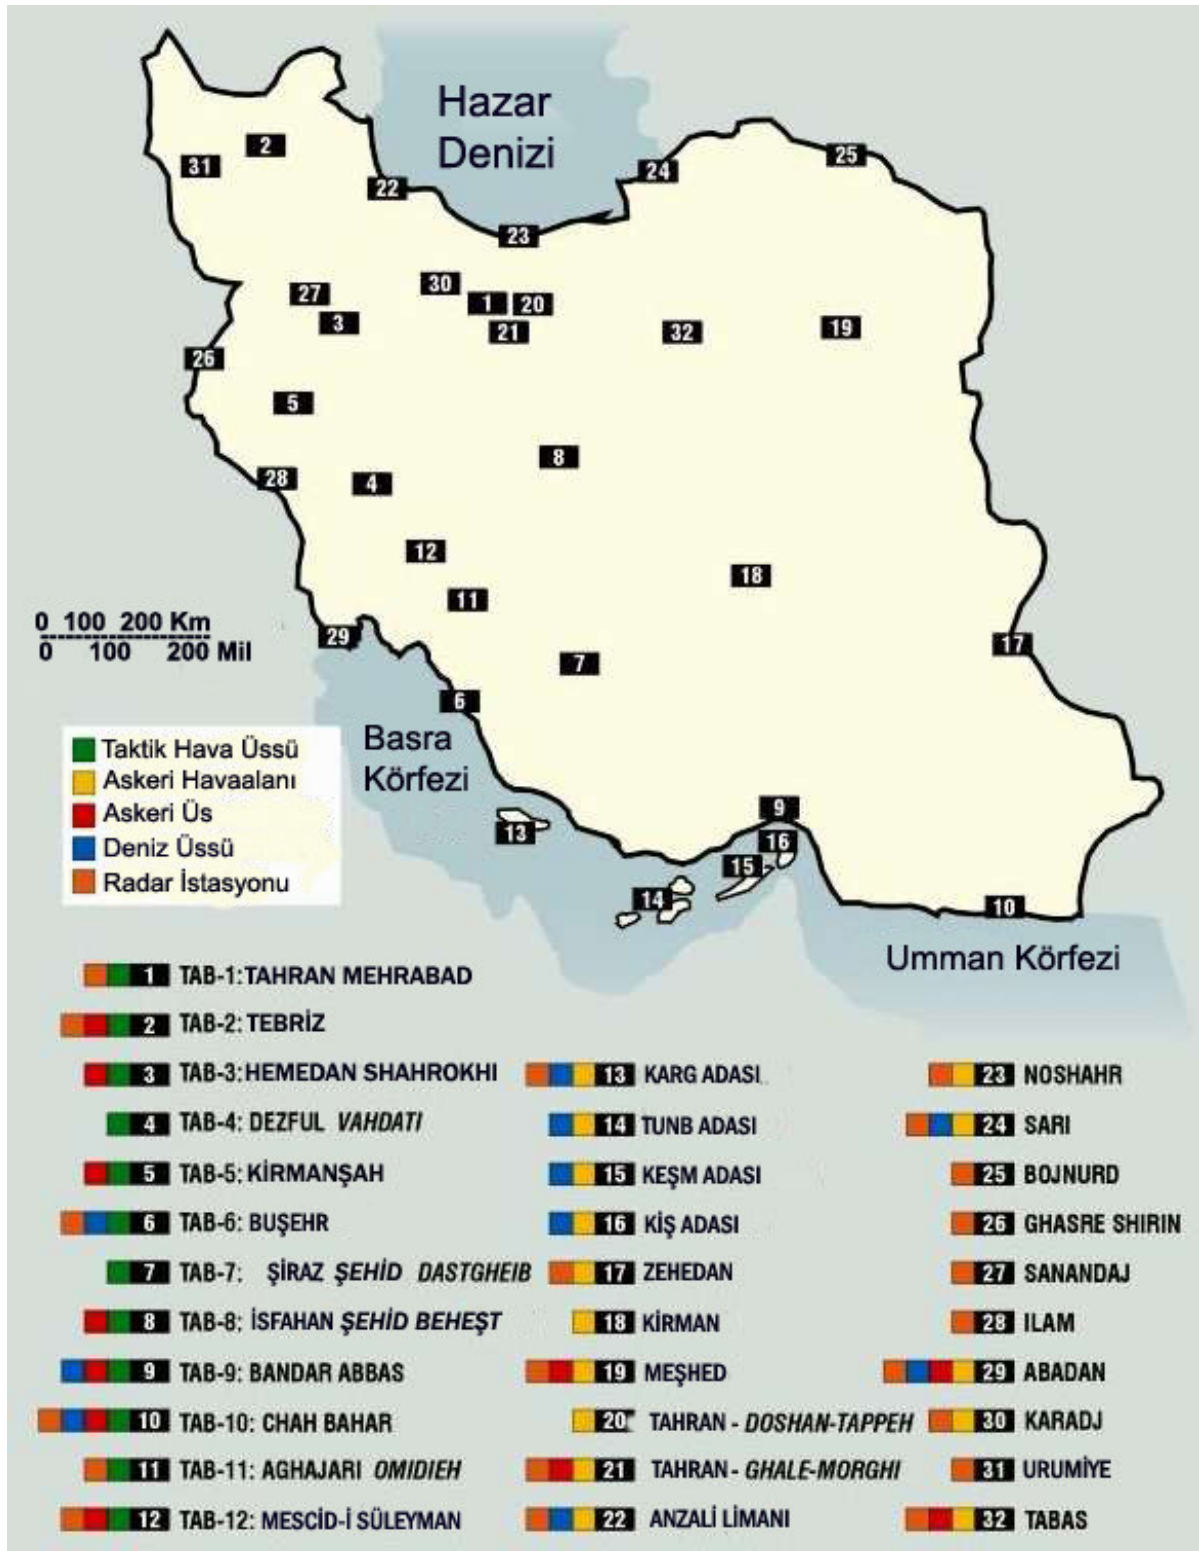 Hazar
Denizi
2
31
22
24
25
23
30
27
1
20
3
21
32
19
26
5
8
28
4
12
18
11
0 100 200 Km
0 100 200 Mil
29
17
7
6
Basra
Körfezi
Taktik Hava Üssü
Askeri Havaalanı
Askeri Üs
Deniz Üssü
Radar İstasyonu
13
9
16
15
14
10
Umman Körfezi
1 TAB-1: TAHRAN MEHRABAD
2 TAB-2: TEBRİZ
3 TAB-3: HEMEDAN SHAHROKHI
4 TAB-4: DEZFUL VAHDATI
5 TAB-5: KİRMANŞAH
6 TAB-6: BUŞEHR
7 TAB-7: ŞİRAZ ŞEHİD DASTGHEIB
8 TAB-8: İSFAHAN ŞEHİD BEHEŞT
9 TAB-9: BANDAR ABBAS
10 TAB-10: CHAH BAHAR
11 TAB-11: AGHAJARI OMIDIEH
12 TAB-12: MESCİD-İ SÜLEYMAN
13 KARG ADASI
14 TUNB ADASI
15 KEŞM ADASI
16 KİŞ ADASI
17 ZEHEDAN
18 KİRMAN
19 MEŞHED
20 TAHRAN - DOSHAN-TAPPEH
21 TAHRAN - GHALE-MORGHI
22 ANZALİ LİMANI
23 NOSHAHR
24 SARI
25 BOJNURD
26 GHASRE SHIRIN
27 SANANDAJ
28 ILAM
29 ABADAN
30 KARADJ
31 URUMİYE
32 TABAS